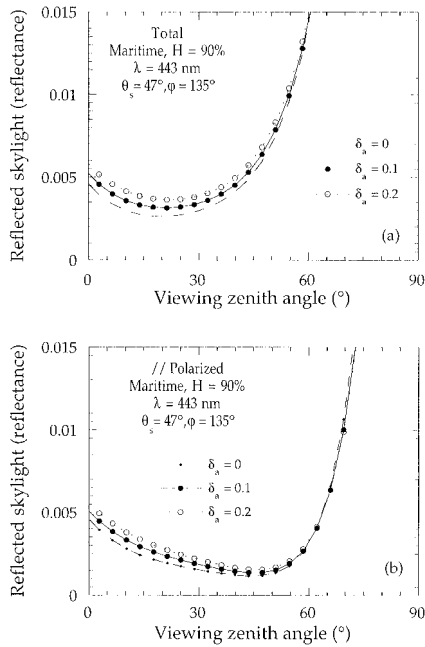 0.015
0.01
0.005
0
Reflected skylight (reflectance)
Total
Maritime, H = 90%
λ = 443 nm
θs = 47°,φ = 135°
δa = 0
δa = 0.1
δa = 0.2
(a)
0 30 60 90
Viewing zenith angle (°)
0.015
0.01
0.005
0
Reflected skylight (reflectance)
// Polarized
Maritime, H = 90%
λ = 443 nm
θs = 47°,φ = 135°
δa = 0
δa = 0.1
δa = 0.2
(b)
0 30 60 90
Viewing zenith angle (°)